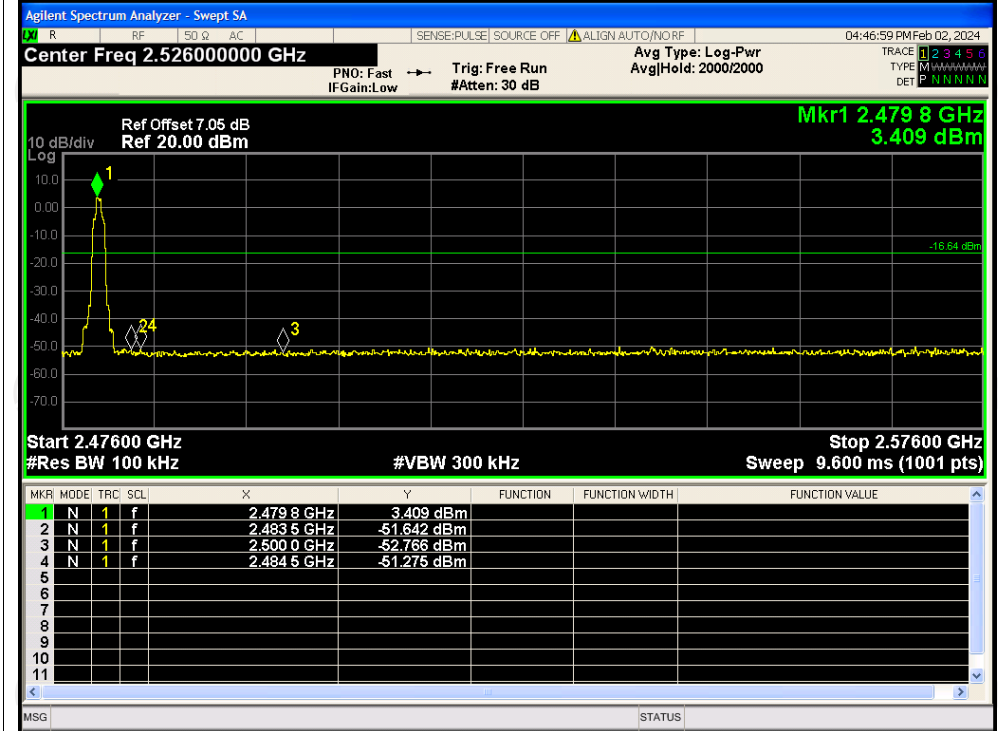 Agilent Spectrum Analyzer - Swept SA
LXI R RF 50 Ω AC SENSE:PULSE SOURCE OFF ALIGN AUTO/NO RF 04:46:59 PM Feb 02, 2024
Center Freq 2.526000000 GHz
PNO: Fast
IFGain:Low
Trig: Free Run
#Atten: 30 dB
Avg Type: Log-Pwr
Avg|Hold: 2000/2000
TRACE 1 2 3 4 5 6
TYPE M WWWWW
DET P N N N N N
Mkr1 2.479 8 GHz
3.409 dBm
Ref Offset 7.05 dB
10 dB/div Ref 20.00 dBm
Log
1
10.0
0.00
-10.0
-16.64 dBm
-20.0
-30.0
-40.0
24 3
-50.0
-60.0
-70.0
Start 2.47600 GHz Stop 2.57600 GHz
#Res BW 100 kHz #VBW 300 kHz Sweep 9.600 ms (1001 pts)
MKR MODE TRC SCL X Y FUNCTION FUNCTION WIDTH FUNCTION VALUE
1 N 1 f 2.479 8 GHz 3.409 dBm
2 N 1 f 2.483 5 GHz -51.642 dBm
3 N 1 f 2.500 0 GHz -52.766 dBm
4 N 1 f 2.484 5 GHz -51.275 dBm
5
6
7
8
9
10
11
MSG STATUS